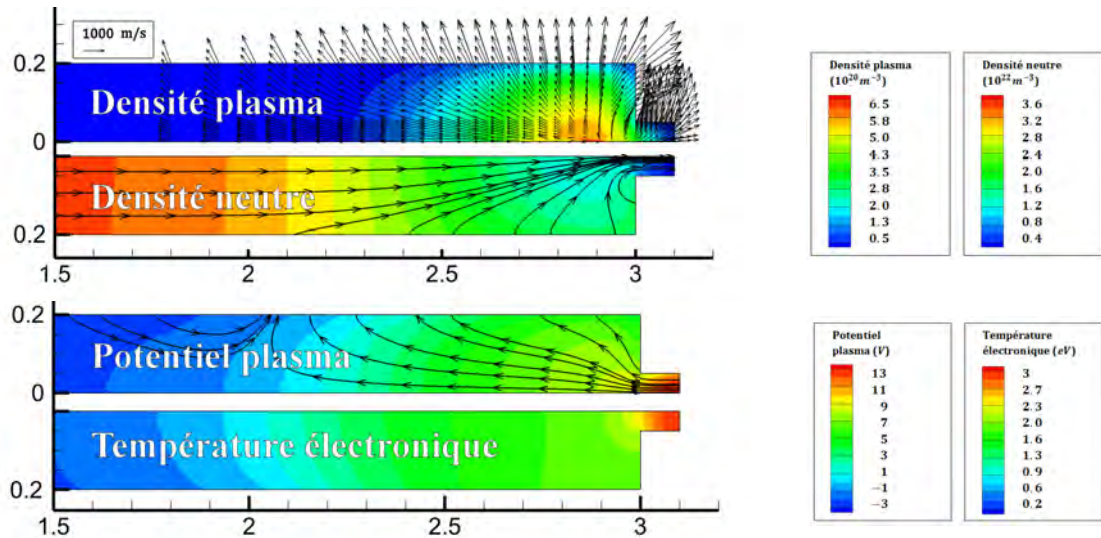 1000 m/s
0.2
Densité plasma
0
Densité neutre
0.2
1.5 2 2.5 3
Densité plasma
(10²⁰m⁻³)
6.5
5.8
5.0
4.3
3.5
2.8
2.0
1.3
0.5
Densité neutre
(10²²m⁻³)
3.6
3.2
2.8
2.4
2.0
1.6
1.2
0.8
0.4
0.2
Potentiel plasma
0
Température électronique
0.2
1.5 2 2.5 3
Potentiel
plasma (V)
13
11
9
7
5
3
1
−1
−3
Température
électronique (eV)
3
2.7
2.3
2.0
1.6
1.3
0.9
0.6
0.2